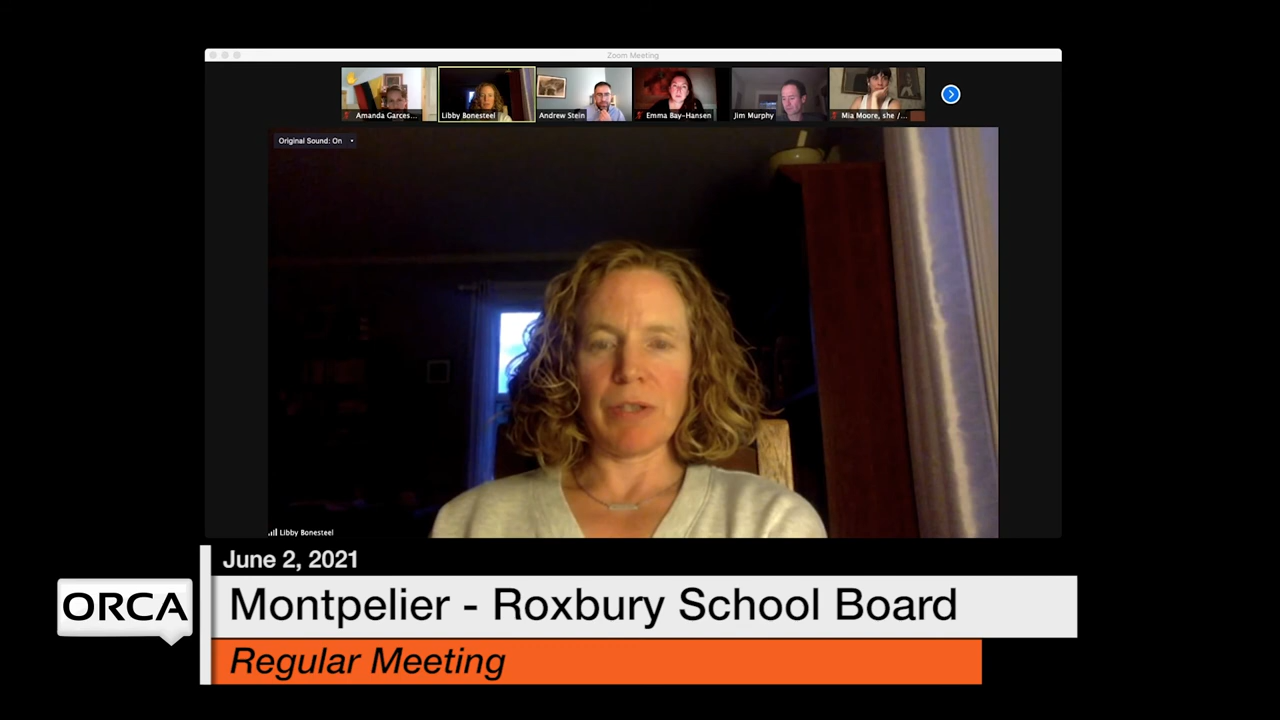 Zoom Meeting
Amanda Garces...
Libby Bonesteel
Andrew Stein
Emma Bay-Hansen
Jim Murphy
Mia Moore, she /...
Original Sound: On
Libby Bonesteel
June 2, 2021
ORCA
Montpelier - Roxbury School Board
Regular Meeting